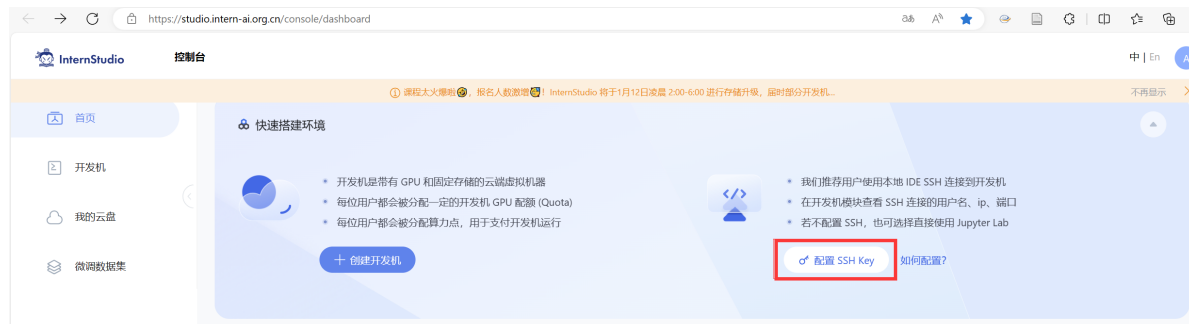 https://studio.intern-ai.org.cn/console/dashboard
InternStudio 控制台 中 | En A
课程太火爆啦，报名人数激增！InternStudio 将于1月12日凌晨 2:00-6:00 进行存储升级，届时部分开发机... 不再显示
首页
快速搭建环境
开发机
我的云盘
微调数据集
开发机是带有 GPU 和固定存储的云端虚拟机器
每位用户都会被分配一定的开发机 GPU 配额 (Quota)
每位用户都会被分配算力点，用于支付开发机运行
创建开发机
我们推荐用户使用本地 IDE SSH 连接到开发机
在开发机模块查看 SSH 连接的用户名、ip、端口
若不配置 SSH，也可选择直接使用 Jupyter Lab
配置 SSH Key 如何配置?